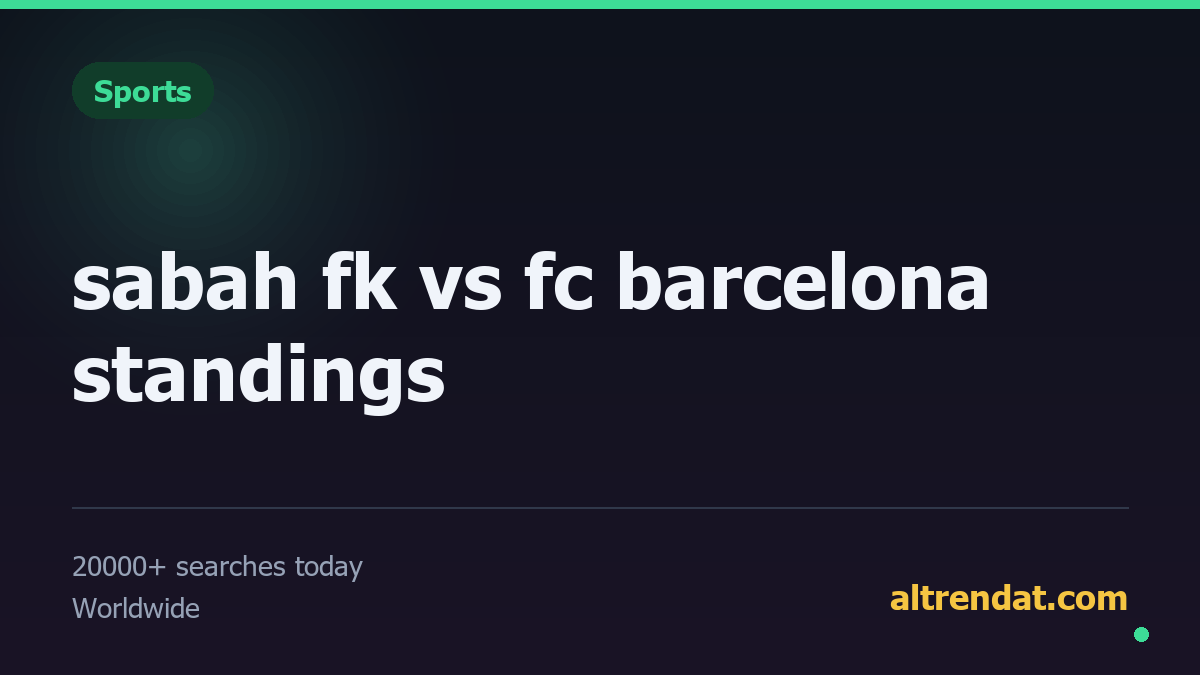 Sports
sabah fk vs fc barcelona
standings
20000+ searches today
Worldwide
altrendat.com